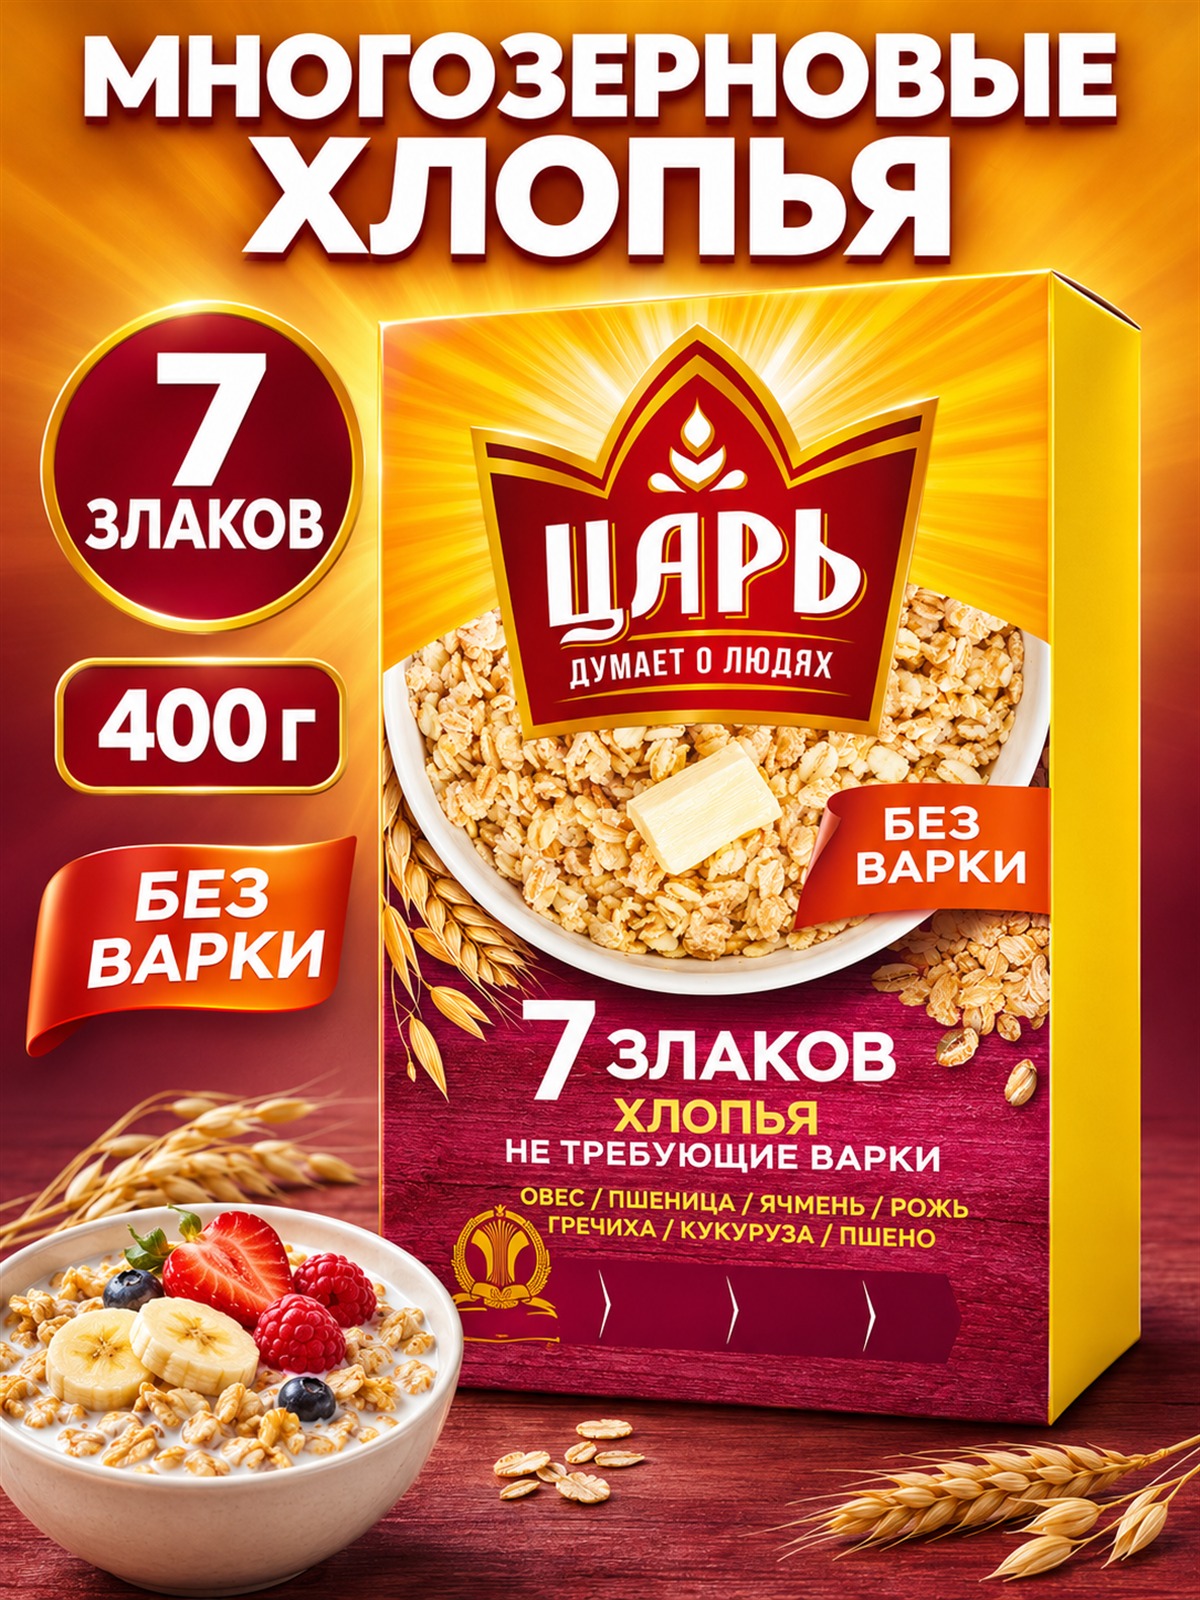 МНОГОЗЕРНОВЫЕ
ХЛОПЬЯ
7
ЗЛАКОВ
400 г
БЕЗ
ВАРКИ
ЦАРЬ
ДУМАЕТ О ЛЮДЯХ
БЕЗ
ВАРКИ
7 ЗЛАКОВ
ХЛОПЬЯ
НЕ ТРЕБУЮЩИЕ ВАРКИ
ОВЕС / ПШЕНИЦА / ЯЧМЕНЬ / РОЖЬ
ГРЕЧИХА / КУКУРУЗА / ПШЕНО